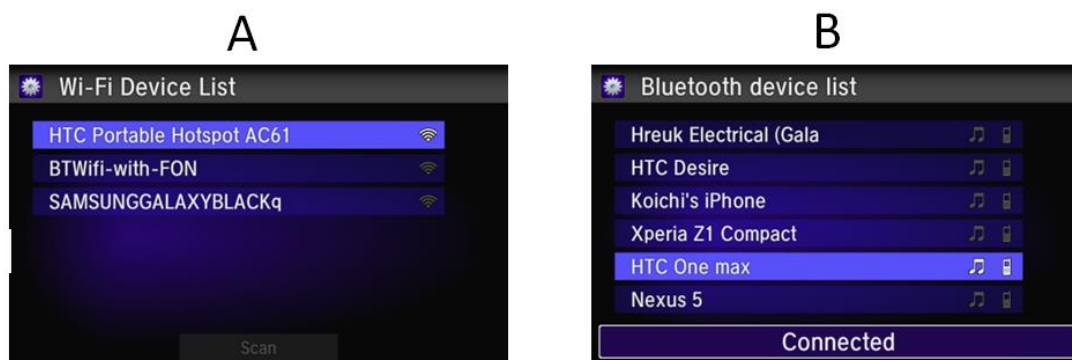 A
Wi-Fi Device List
HTC Portable Hotspot AC61
BTWifi-with-FON
SAMSUNGGALAXYBLACKq
Scan
B
Bluetooth device list
Hreuk Electrical (Gala
HTC Desire
Koichi's iPhone
Xperia Z1 Compact
HTC One max
Nexus 5
Connected